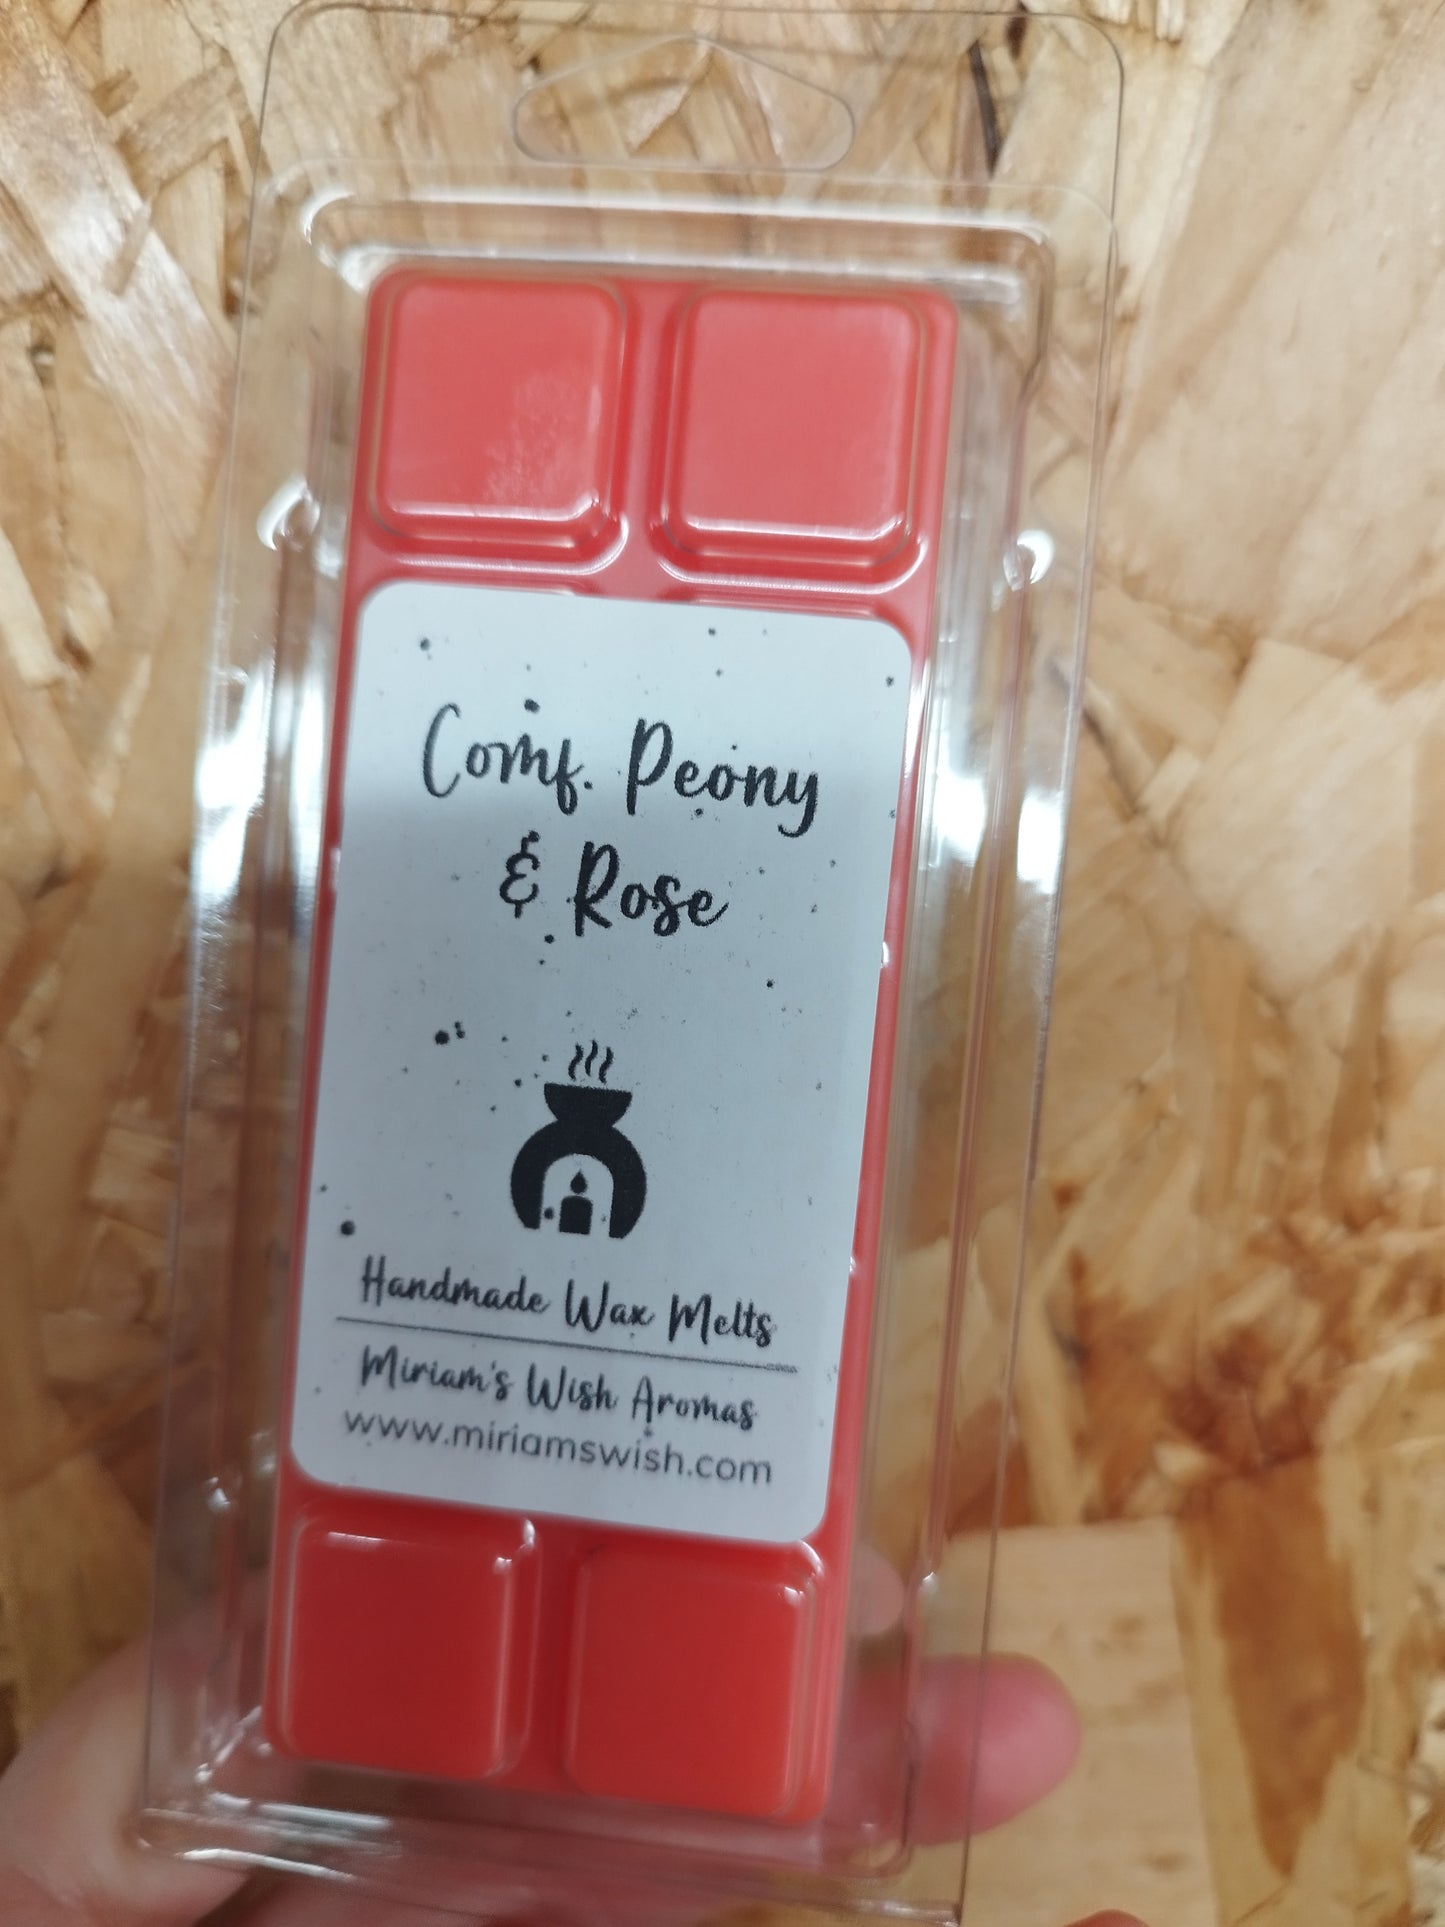 Comf. Peony
& Rose
Handmade Wax Melts
Miriam's Wish Aromas
www.miriamswish.com